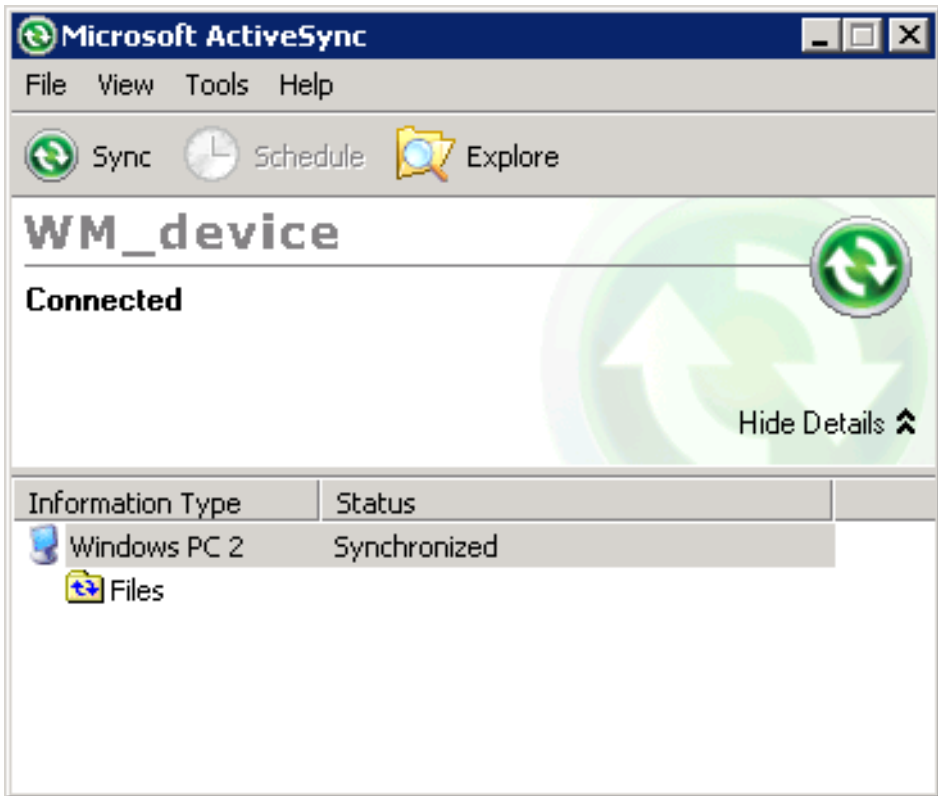 Microsoft ActiveSync
File View Tools Help
Sync Schedule Explore
WM_device
Connected
Hide Details
Information Type Status
Windows PC 2 Synchronized
Files